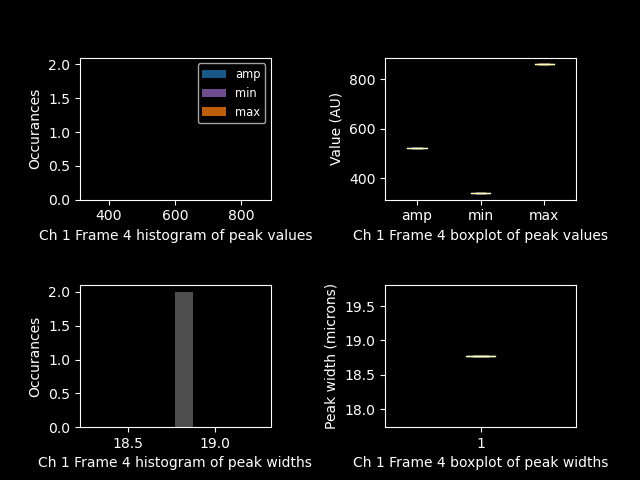 2.0
1.5
1.0
0.5
0.0
Occurances
amp
min
max
400 600 800
Ch 1 Frame 4 histogram of peak values
800
600
400
Value (AU)
amp min max
Ch 1 Frame 4 boxplot of peak values
2.0
1.5
1.0
0.5
0.0
Occurances
18.5 19.0
Ch 1 Frame 4 histogram of peak widths
19.5
19.0
18.5
18.0
Peak width (microns)
1
Ch 1 Frame 4 boxplot of peak widths